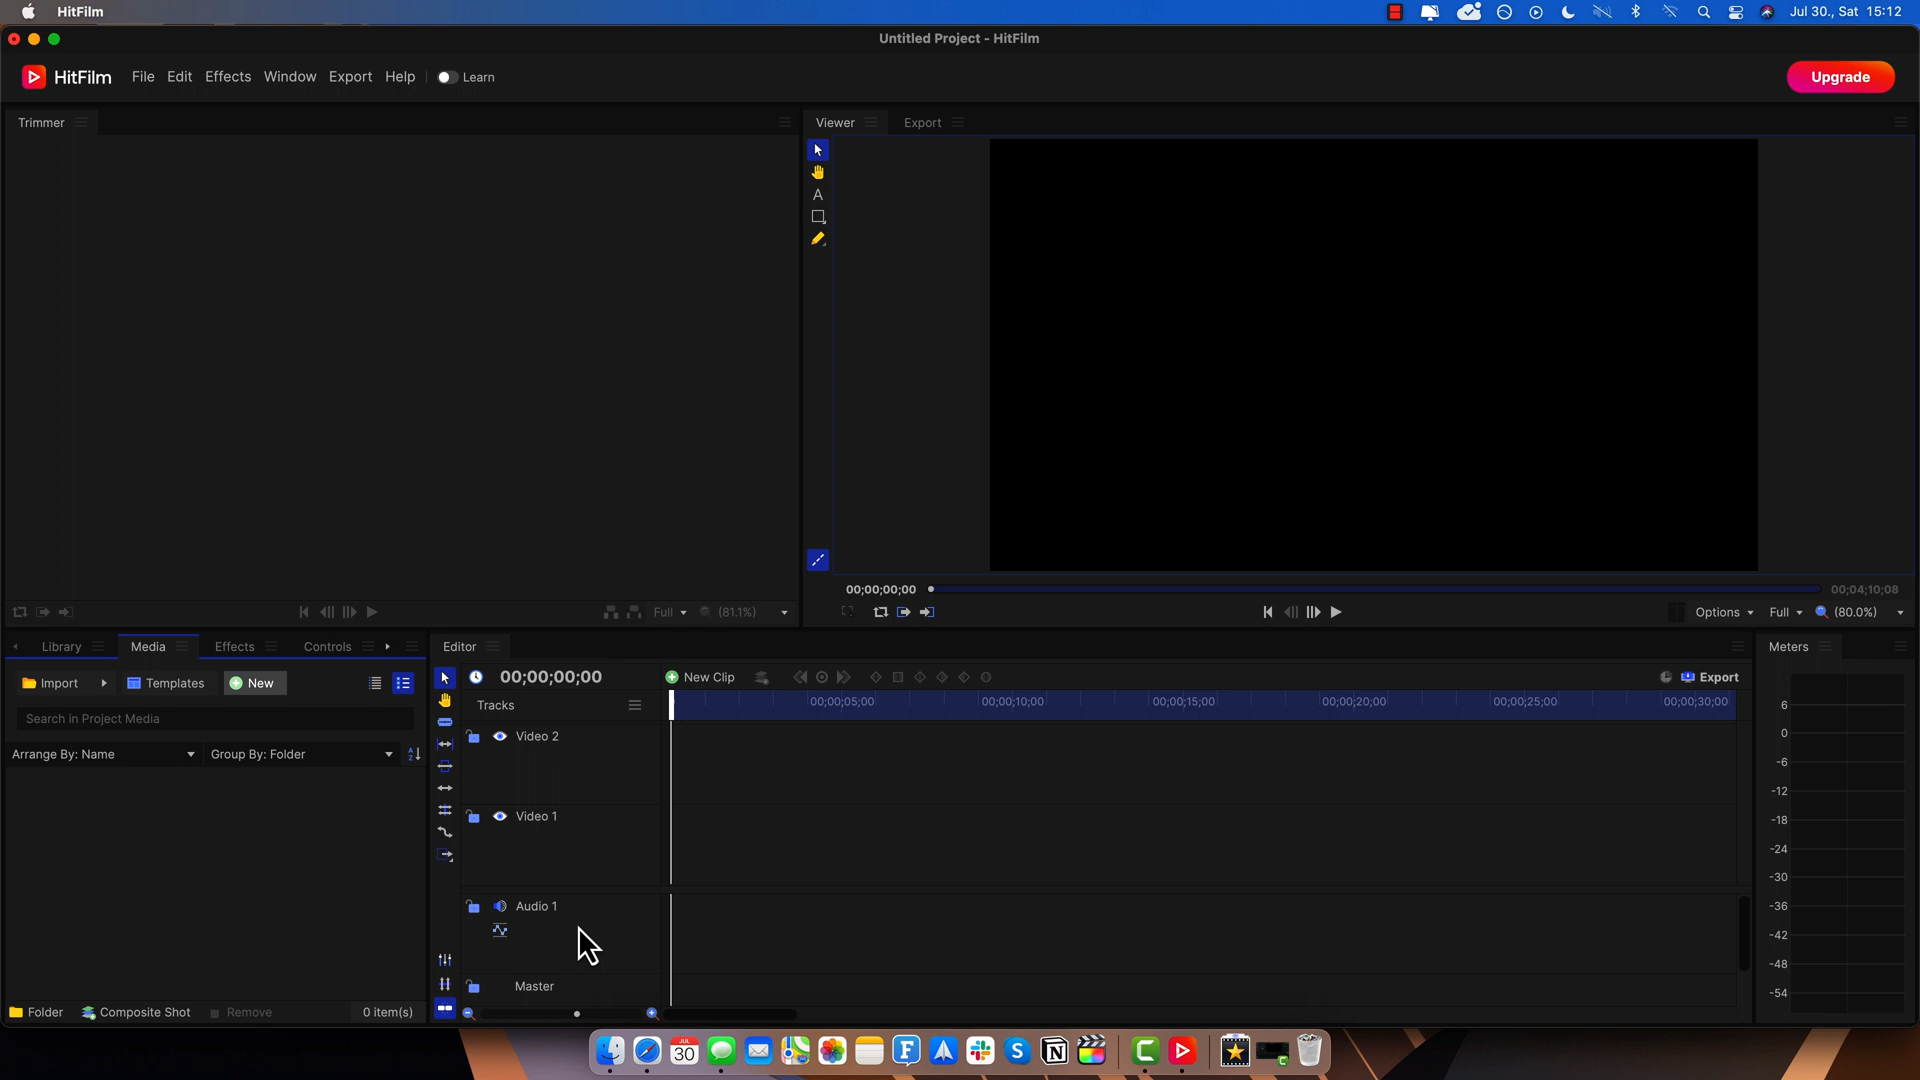 HitFilm
Jul 30., Sat 15:12
Untitled Project - HitFilm
HitFilm File Edit Effects Window Export Help Learn
Upgrade
Trimmer
Viewer Export
A
00;00;00;00
00;04;10;08
Full (81.1%)
Options Full (80.0%)
Library Media Effects Controls
Editor
Meters
Import Templates New
00;00;00;00
New Clip
Export
Search in Project Media
Tracks
00;00;05;00 00;00;10;00 00;00;15;00 00;00;20;00 00;00;25;00 00;00;30;00
Arrange By: Name Group By: Folder
Video 2
Video 1
Audio 1
Master
6
0
-6
-12
-18
-24
-30
-36
-42
-48
-54
Folder Composite Shot Remove 0 item(s)
JUL
30